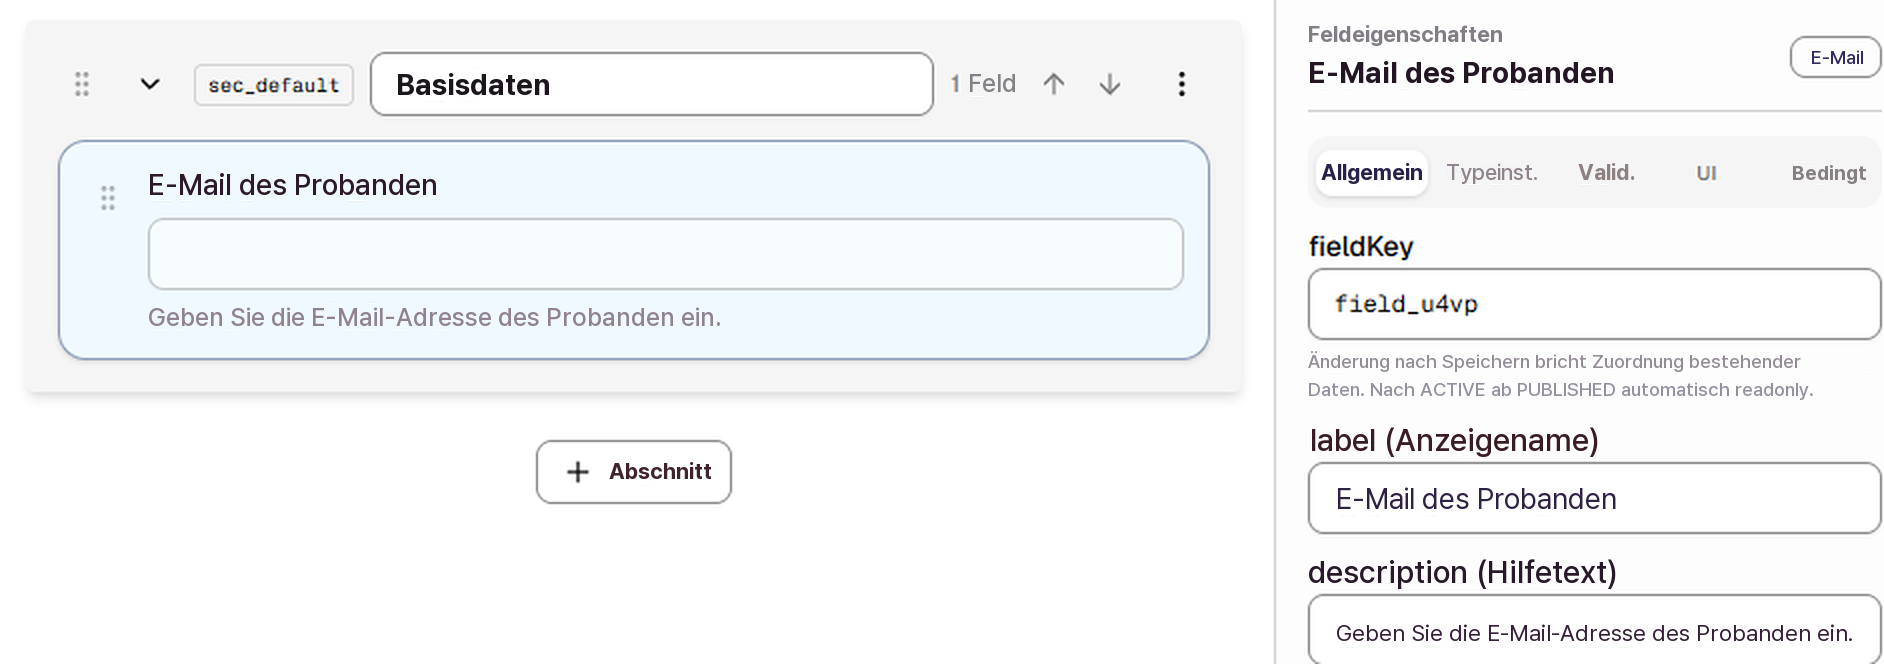 sec_default
Basisdaten
1 Feld
E-Mail des Probanden
Geben Sie die E-Mail-Adresse des Probanden ein.
Abschnitt
Feldeigenschaften
E-Mail des Probanden
E-Mail
Allgemein Typeinst. Valid. UI Bedingt
fieldKey
field_u4vp
Änderung nach Speichern bricht Zuordnung bestehender
Daten. Nach ACTIVE ab PUBLISHED automatisch readonly.
label (Anzeigename)
E-Mail des Probanden
description (Hilfetext)
Geben Sie die E-Mail-Adresse des Probanden ein.